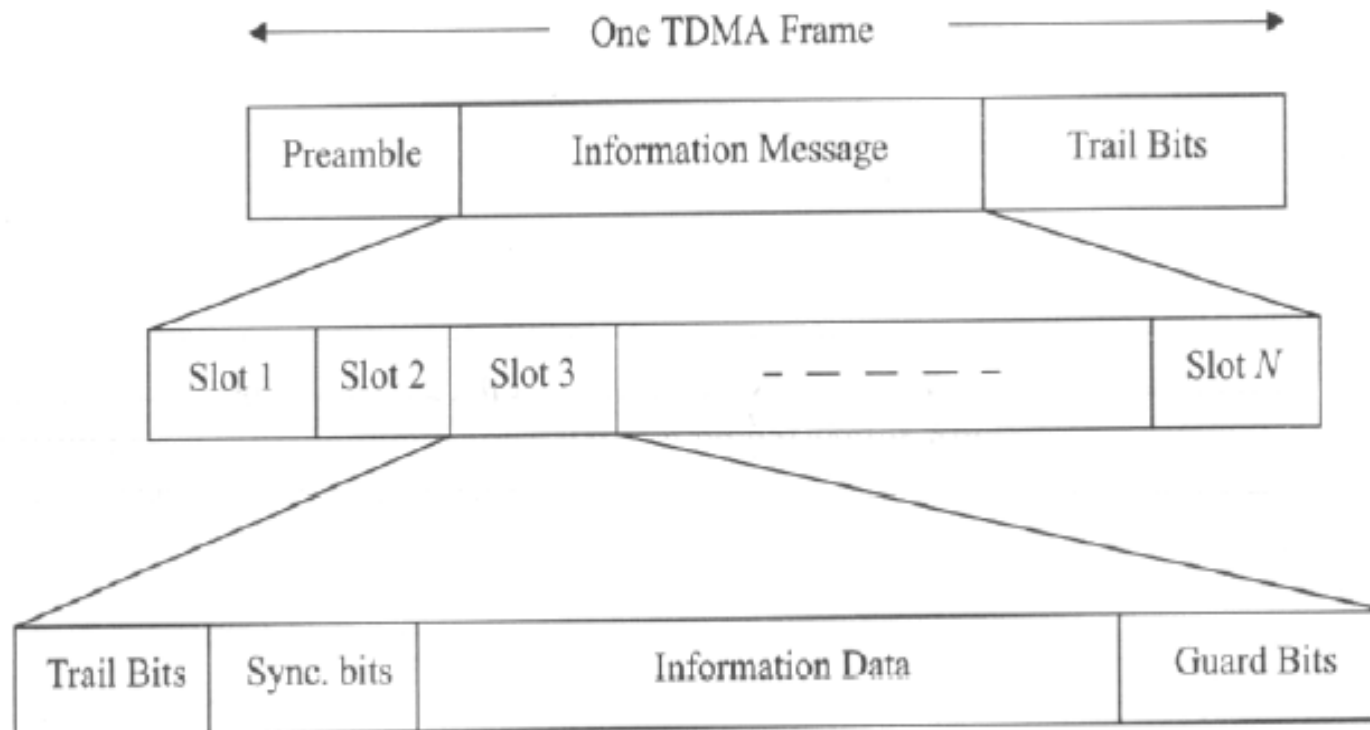 One TDMA Frame
Preamble Information Message Trail Bits
Slot 1 Slot 2 Slot 3 Slot N
Trail Bits Sync. bits Information Data Guard Bits